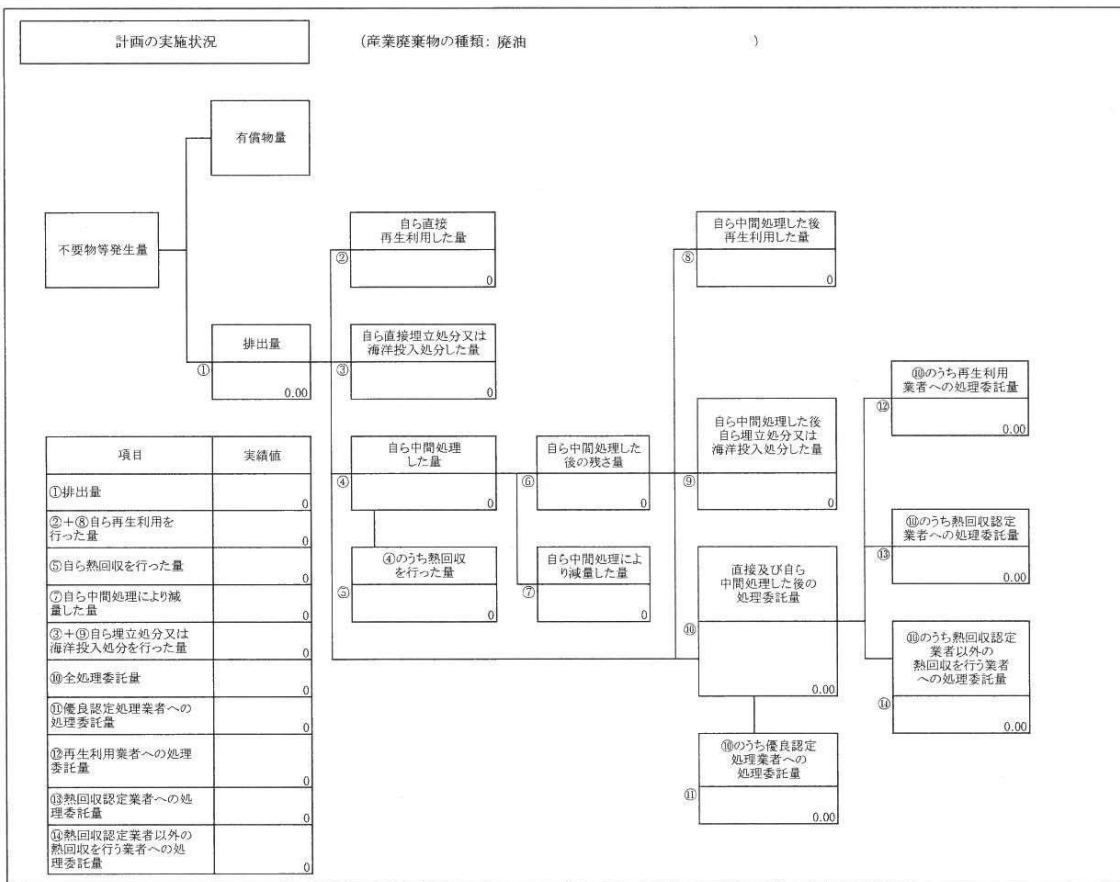 計画の実施状況
(産業廃棄物の種類: 廃油 )
有償物量
不要物等発生量
排出量
①
0.00
自ら直接
再生利用した量
②
0
自ら直接埋立処分又は
海洋投入処分した量
③
0
自ら中間処理
した量
④
0
④のうち熱回収
を行った量
⑤
0
自ら中間処理した
後の残さ量
⑥
0
自ら中間処理によ
り減量した量
⑦
0
自ら中間処理した後
再生利用した量
⑧
0
自ら中間処理した後
自ら埋立処分又は
海洋投入処分した量
⑨
0
直接及び自ら
中間処理した後の
処理委託量
⑩
0.00
⑩のうち優良認定
処理業者への
処理委託量
⑪
0.00
⑩のうち再生利用
業者への処理委託量
⑫
0.00
⑩のうち熱回収認定
業者への処理委託量
⑬
0.00
⑩のうち熱回収認定
業者以外の
熱回収を行う業者
への処理委託量
⑭
0.00
項目 実績値
①排出量 0
②+⑧自ら再生利用を
行った量 0
⑤自ら熱回収を行った量 0
⑦自ら中間処理により減
量した量 0
③+⑨自ら埋立処分又は
海洋投入処分を行った量 0
⑩全処理委託量 0
⑪優良認定処理業者への
処理委託量 0
⑫再生利用業者への処理
委託量 0
⑬熱回収認定業者への処
理委託量 0
⑭熱回収認定業者以外の
熱回収を行う業者への処
理委託量 0